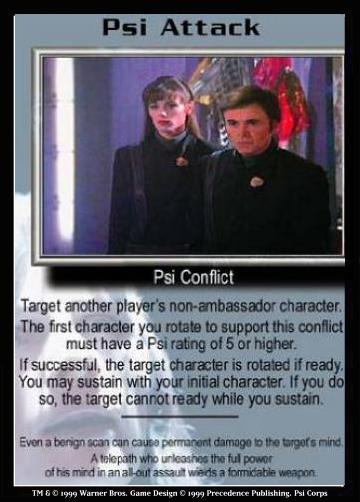 Psi Attack
Psi Conflict
Target another player's non-ambassador character.
The first character you rotate to support this conflict
must have a Psi rating of 5 or higher.
If successful, the target character is rotated if ready.
You may sustain with your initial character. If you do
so, the target cannot ready while you sustain.
Even a benign scan can cause permanent damage to the target's mind.
A telepath who unleashes the full power
of his mind in an all-out assault wields a formidable weapon.
TM & © 1999 Warner Bros. Game Design © 1999 Precedence Publishing. Psi Corps